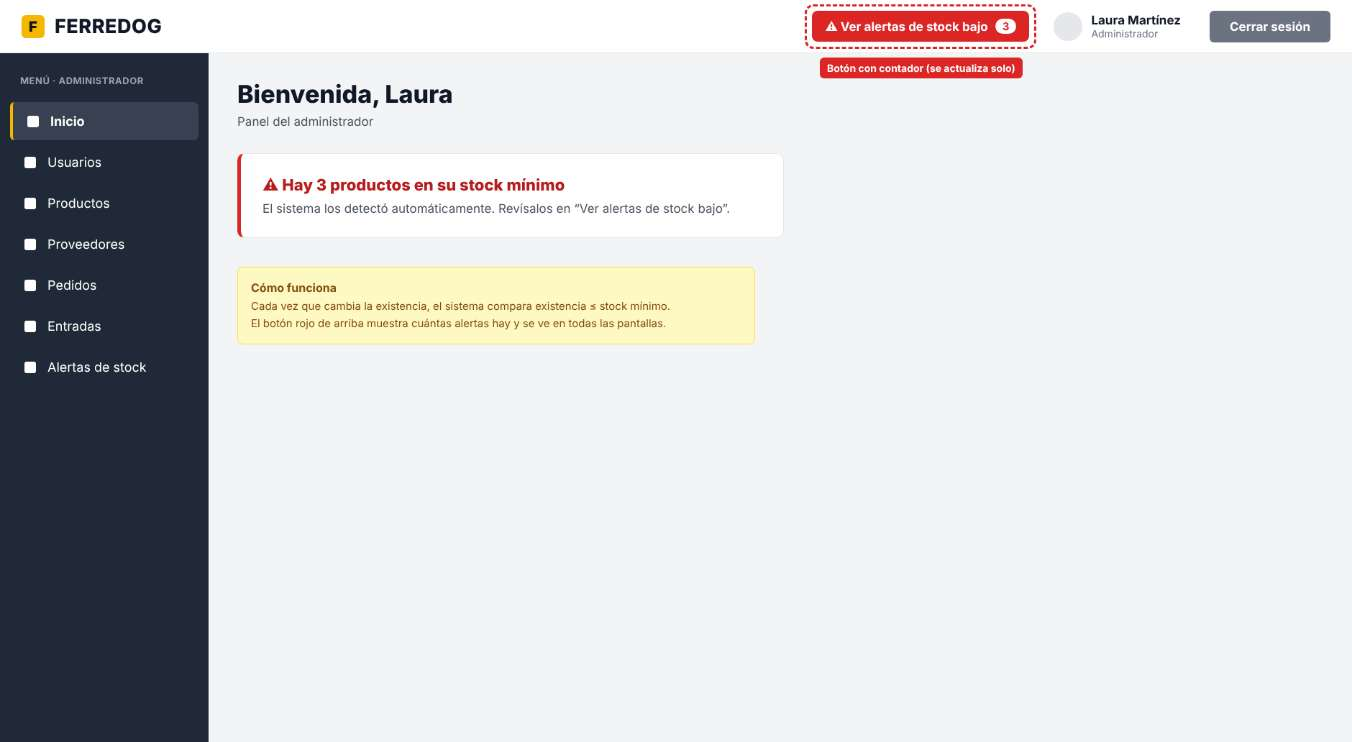 F FERREDOG
⚠ Ver alertas de stock bajo 3
Laura Martínez
Administrador
Cerrar sesión
Botón con contador (se actualiza solo)
MENÚ · ADMINISTRADOR
Inicio
Usuarios
Productos
Proveedores
Pedidos
Entradas
Alertas de stock
Bienvenida, Laura
Panel del administrador
⚠ Hay 3 productos en su stock mínimo
El sistema los detectó automáticamente. Revísalos en “Ver alertas de stock bajo”.
Cómo funciona
Cada vez que cambia la existencia, el sistema compara existencia ≤ stock mínimo.
El botón rojo de arriba muestra cuántas alertas hay y se ve en todas las pantallas.